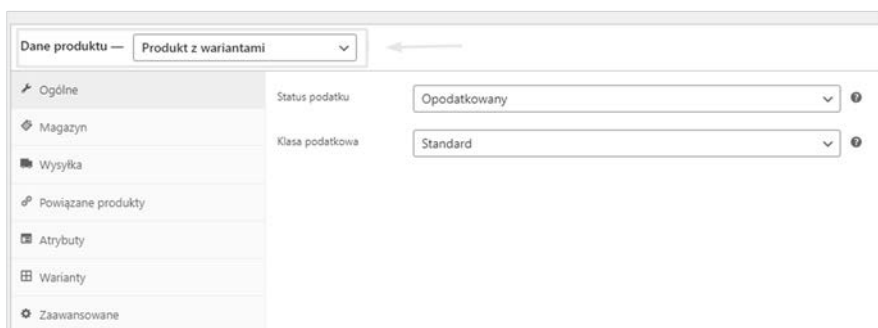 Dane produktu — Produkt z wariantami
Ogólne
Status podatku Opodatkowany
Magazyn
Klasa podatkowa Standard
Wysyłka
Powiązane produkty
Atrybuty
Warianty
Zaawansowane